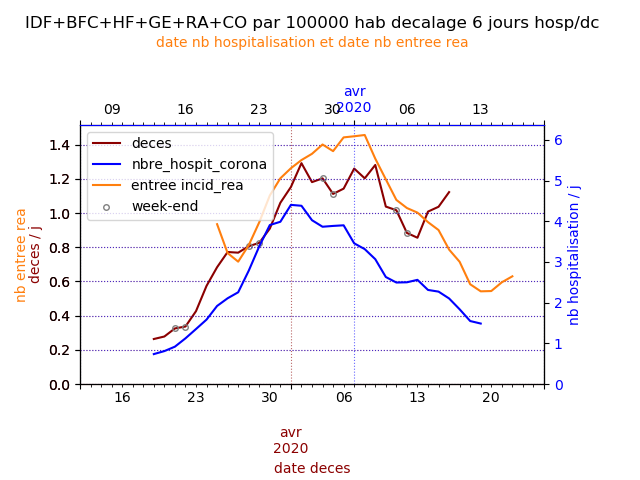 IDF+BFC+HF+GE+RA+CO par 100000 hab decalage 6 jours hosp/dc
date nb hospitalisation et date nb entree rea
avr
2020
09 16 23 30 06 13
deces
nbre_hospit_corona
entree incid_rea
week-end
1.4
1.2
1.0
0.8
0.6
0.4
0.2
0.0
nb entree rea
deces / j
6
5
4
3
2
1
0
nb hospitalisation / j
16 23 30 06 13 20
avr
2020
date deces